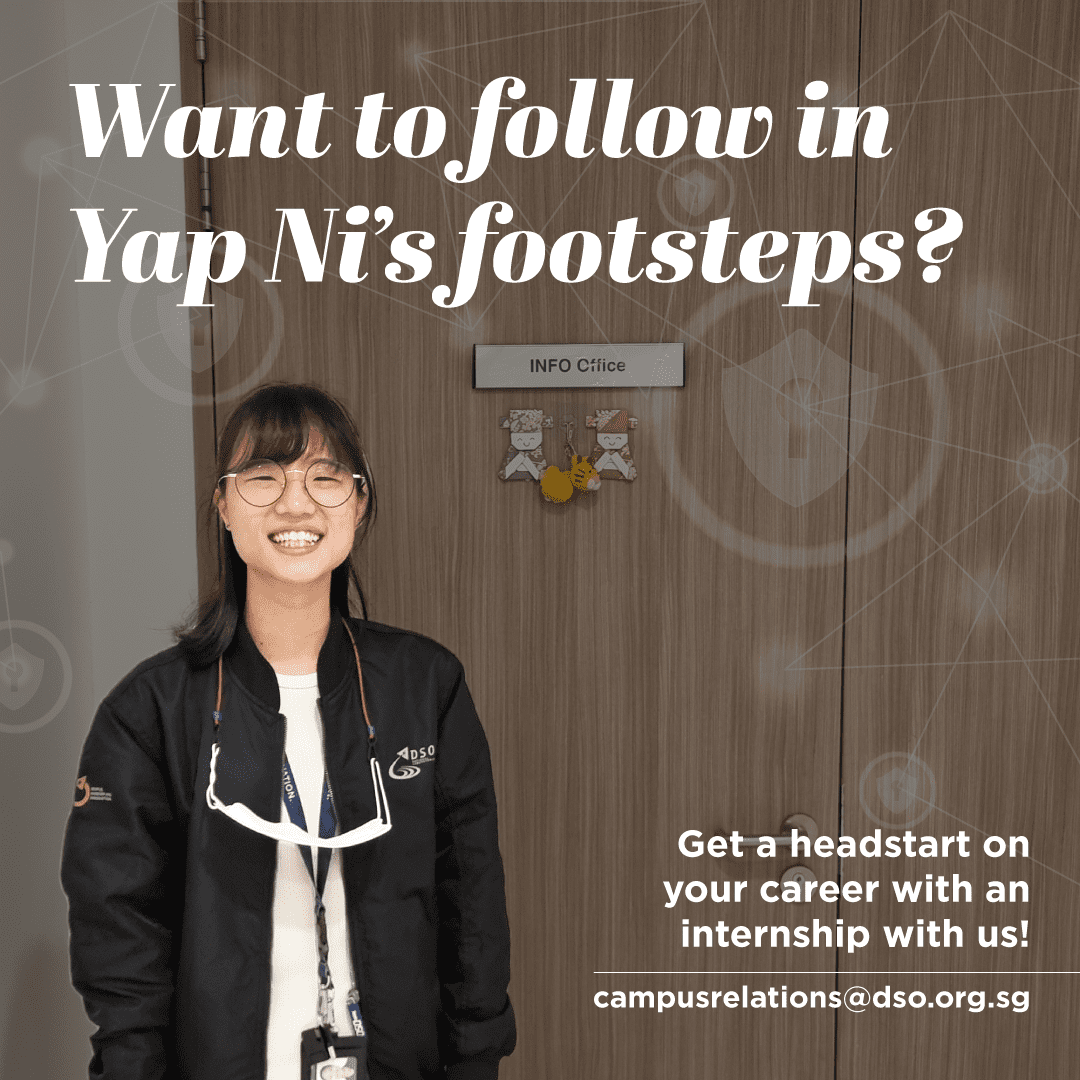 Want to follow in
Yap Ni’s footsteps?
INFO Office
DSO
Get a headstart on
your career with an
internship with us!
campusrelations@dso.org.sg